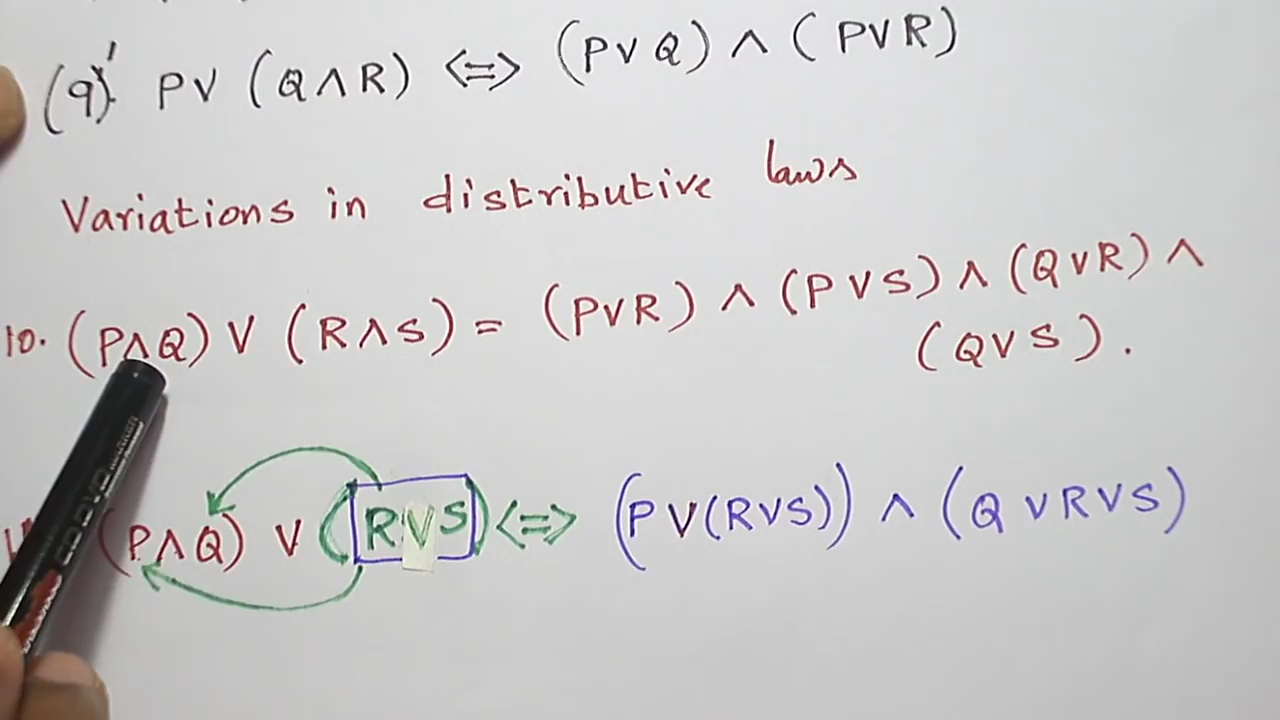 (9)' P∨ (Q∧R) <=> (P∨Q) ∧ (P∨R)
Variations in distributive laws
10. (P∧Q) ∨ (R∧S) = (P∨R) ∧ (P∨S) ∧ (Q∨R) ∧
(Q∨S).
(P∧Q) ∨ (R∨S) <=> (P∨(R∨S)) ∧ (Q∨R∨S)